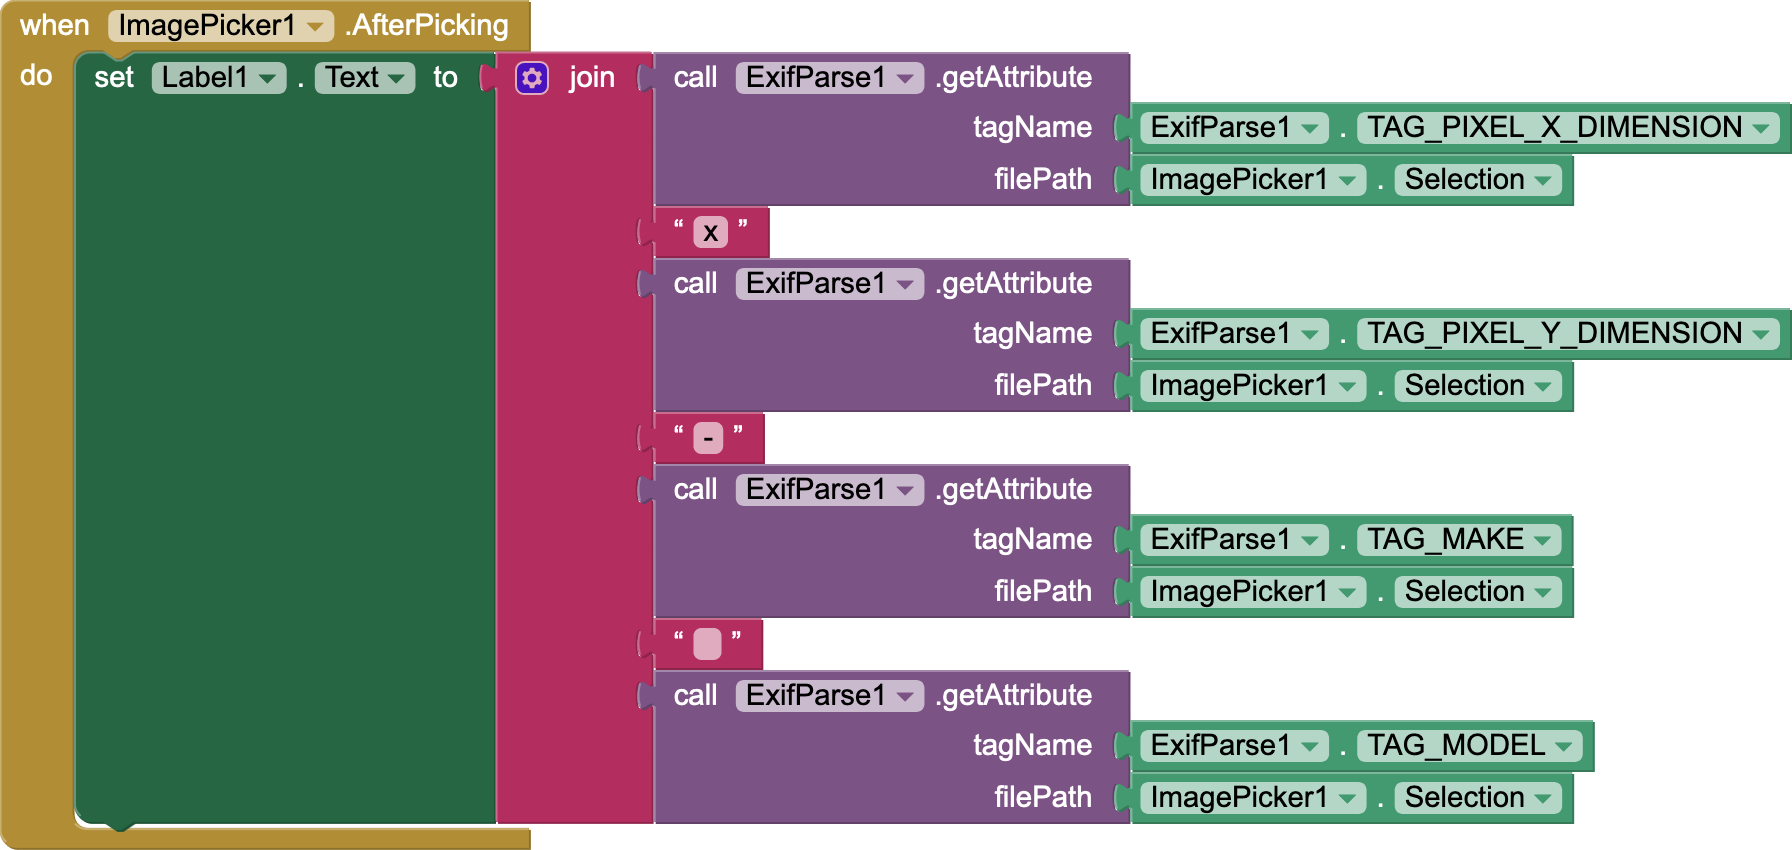 when ImagePicker1 .AfterPicking
do set Label1 . Text to join call ExifParse1 .getAttribute
tagName ExifParse1 . TAG_PIXEL_X_DIMENSION
filePath ImagePicker1 . Selection
“ x ”
call ExifParse1 .getAttribute
tagName ExifParse1 . TAG_PIXEL_Y_DIMENSION
filePath ImagePicker1 . Selection
“ - ”
call ExifParse1 .getAttribute
tagName ExifParse1 . TAG_MAKE
filePath ImagePicker1 . Selection
“ ”
call ExifParse1 .getAttribute
tagName ExifParse1 . TAG_MODEL
filePath ImagePicker1 . Selection